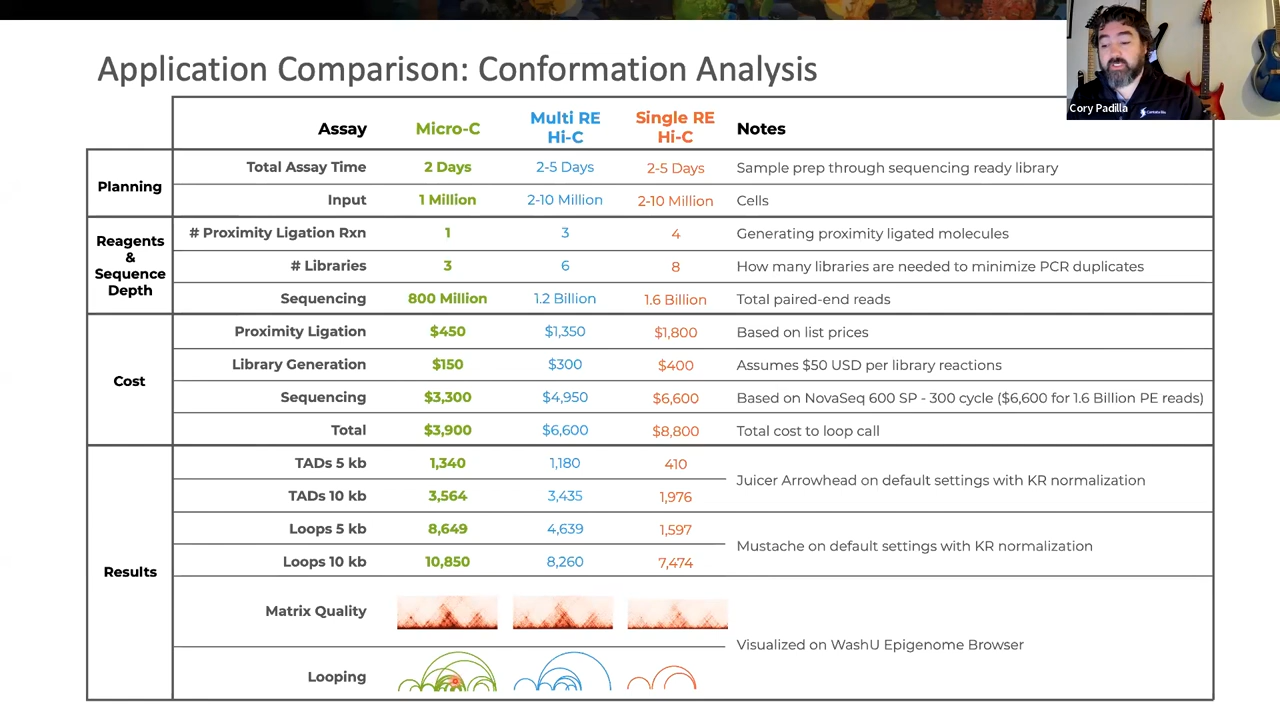 Application Comparison: Conformation Analysis
Cory Padilla
Assay Micro-C Multi RE Hi-C Single RE Hi-C Notes
Planning
Total Assay Time 2 Days 2-5 Days 2-5 Days Sample prep through sequencing ready library
Input 1 Million 2-10 Million 2-10 Million Cells
Reagents
&
Sequence
Depth
# Proximity Ligation Rxn 1 3 4 Generating proximity ligated molecules
# Libraries 3 6 8 How many libraries are needed to minimize PCR duplicates
Sequencing 800 Million 1.2 Billion 1.6 Billion Total paired-end reads
Cost
Proximity Ligation $450 $1,350 $1,800 Based on list prices
Library Generation $150 $300 $400 Assumes $50 USD per library reactions
Sequencing $3,300 $4,950 $6,600 Based on NovaSeq 600 SP - 300 cycle ($6,600 for 1.6 Billion PE reads)
Total $3,900 $6,600 $8,800 Total cost to loop call
Results
TADs 5 kb 1,340 1,180 410
Juicer Arrowhead on default settings with KR normalization
TADs 10 kb 3,564 3,435 1,976
Loops 5 kb 8,649 4,639 1,597
Mustache on default settings with KR normalization
Loops 10 kb 10,850 8,260 7,474
Matrix Quality
Visualized on WashU Epigenome Browser
Looping